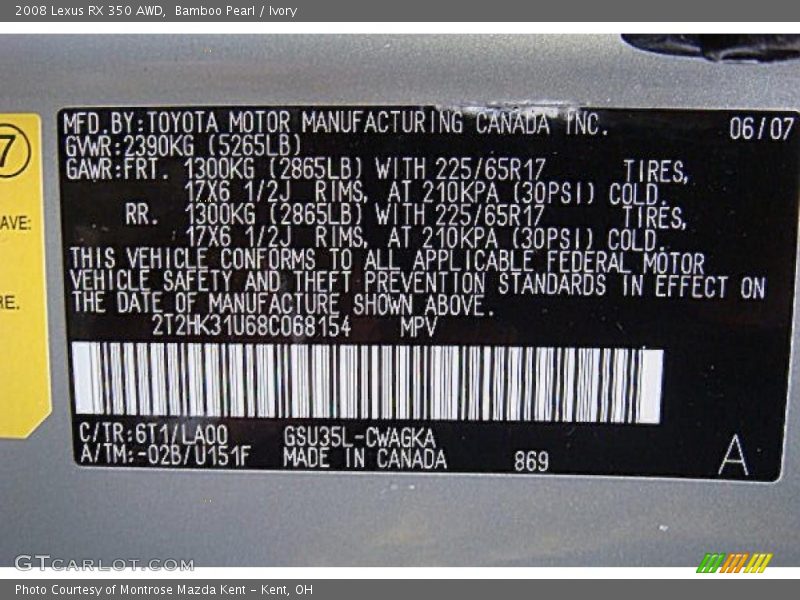 2008 Lexus RX 350 AWD, Bamboo Pearl / Ivory
7
AVE:
RE.
MFD.BY:TOYOTA MOTOR MANUFACTURING CANADA INC. 06/07
GVWR:2390KG (5265LB)
GAWR:FRT. 1300KG (2865LB) WITH 225/65R17 TIRES,
17X6 1/2J RIMS, AT 210KPA (30PSI) COLD.
RR. 1300KG (2865LB) WITH 225/65R17 TIRES,
17X6 1/2J RIMS, AT 210KPA (30PSI) COLD.
THIS VEHICLE CONFORMS TO ALL APPLICABLE FEDERAL MOTOR
VEHICLE SAFETY AND THEFT PREVENTION STANDARDS IN EFFECT ON
THE DATE OF MANUFACTURE SHOWN ABOVE.
2T2HK31U68C068154 MPV
C/TR:6T1/LA00 GSU35L-CWAGKA
A/TM:-02B/U151F MADE IN CANADA 869 A
GTCARLOT.COM
Photo Courtesy of Montrose Mazda Kent - Kent, OH